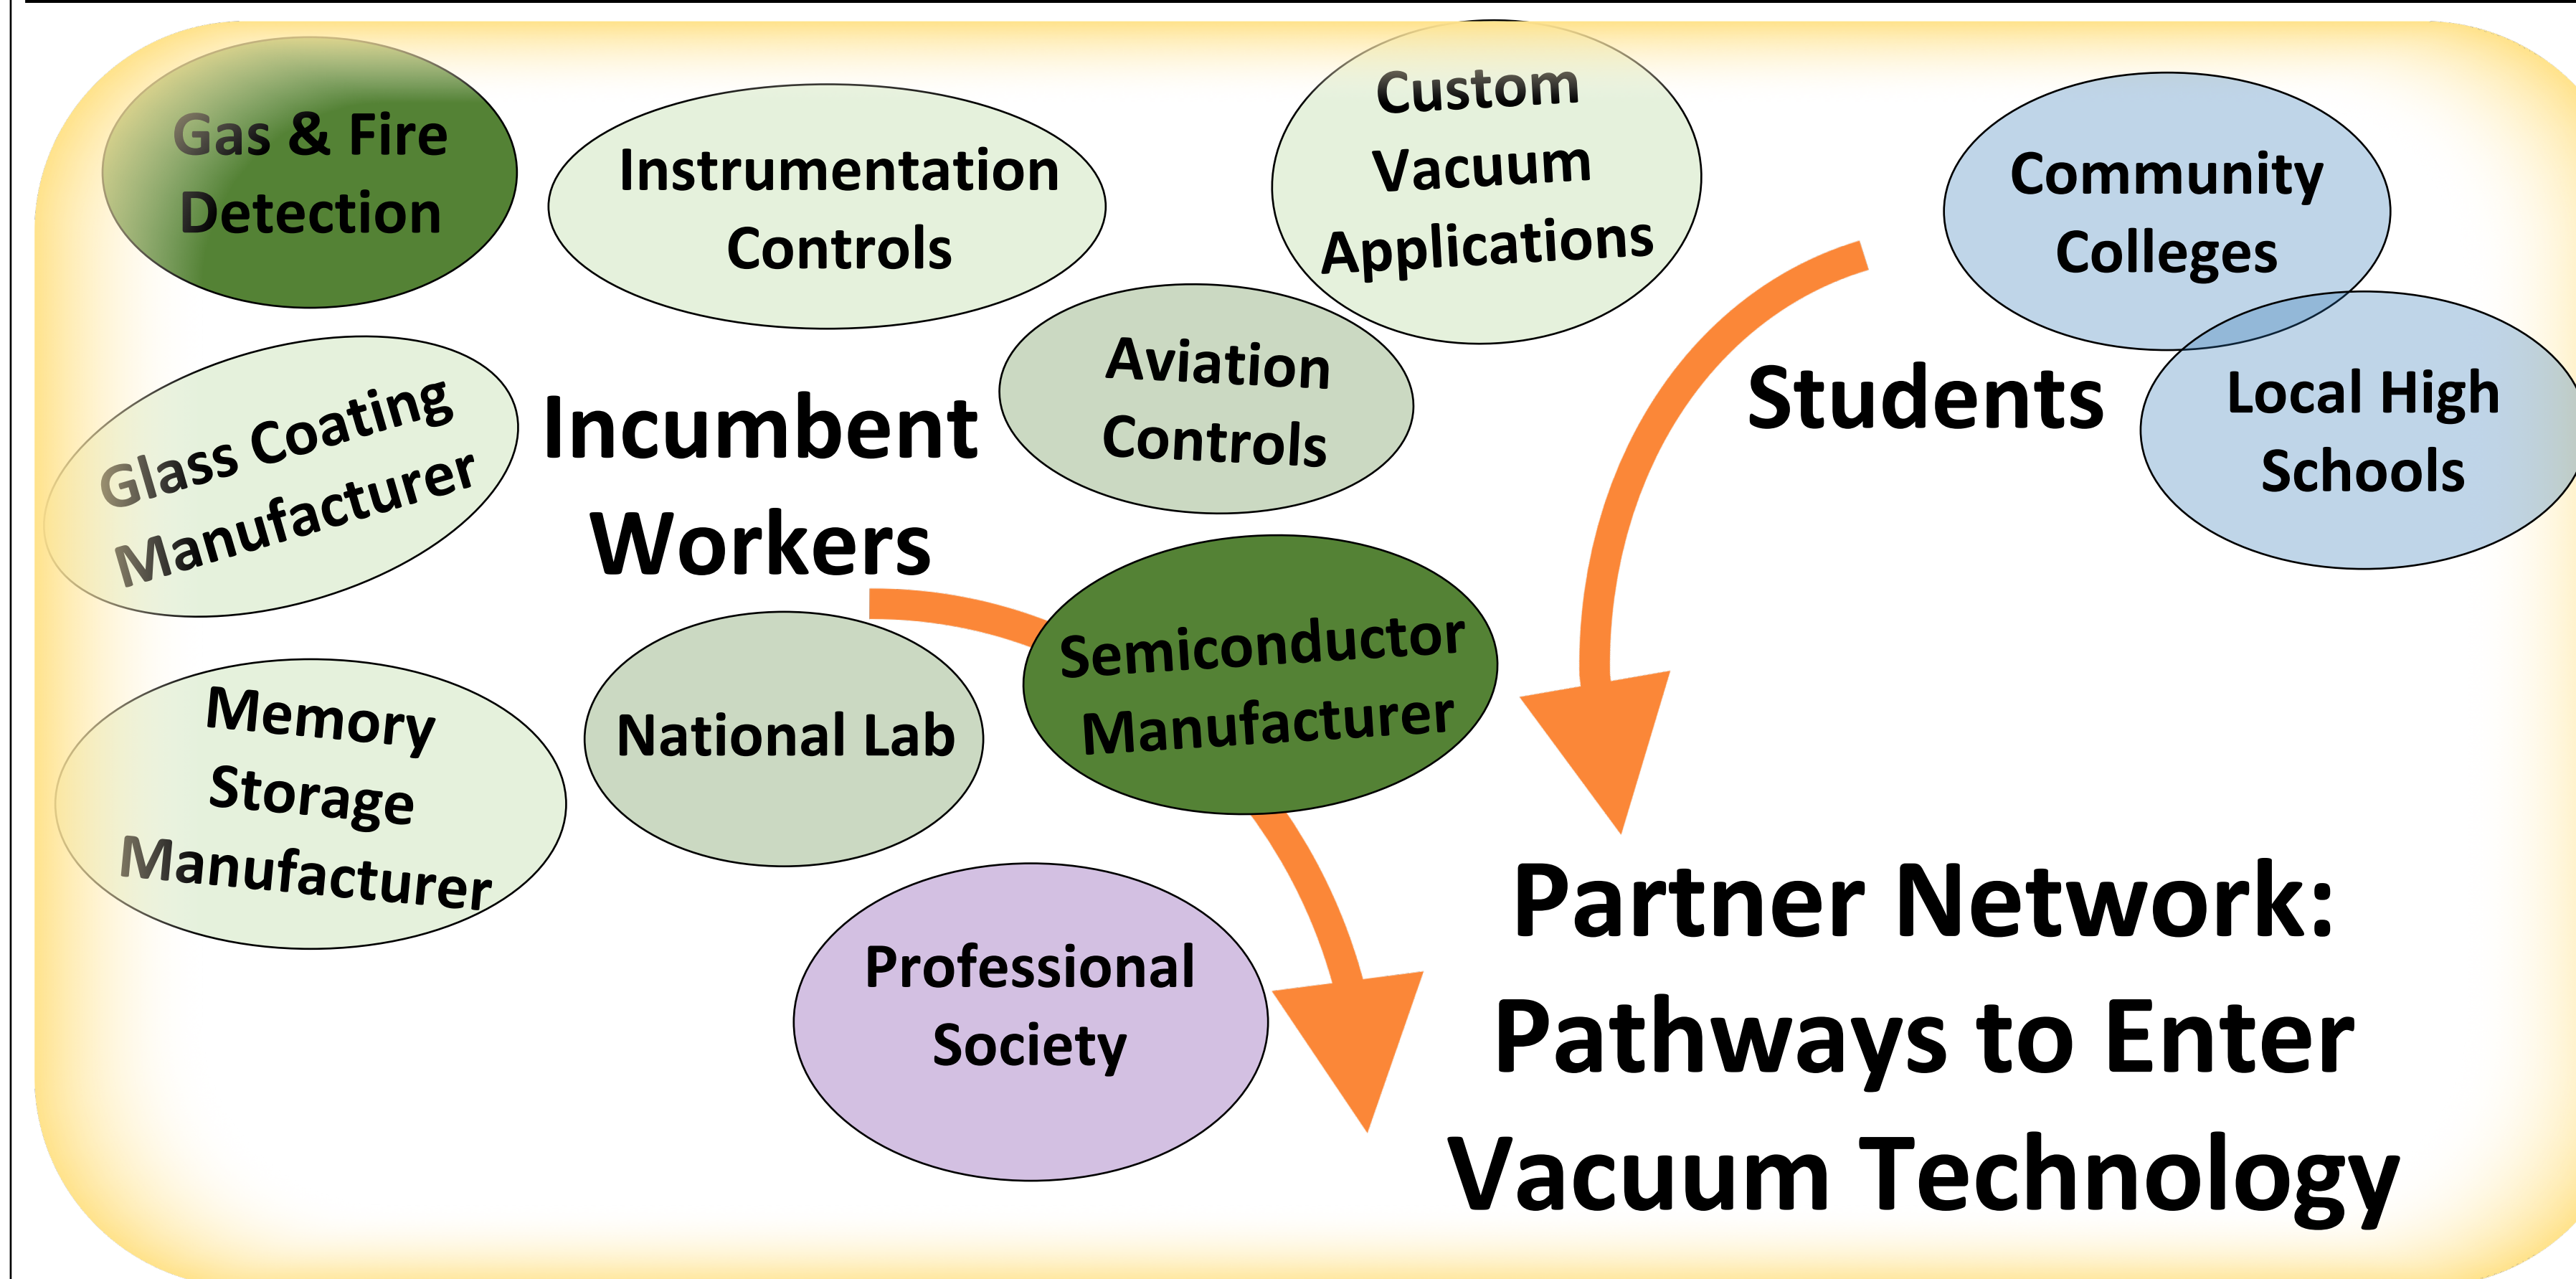 Gas & Fire
Detection
Instrumentation
Controls
Custom
Vacuum
Applications
Community
Colleges
Local High
Schools
Students
Glass Coating
Manufacturer
Incumbent
Workers
Aviation
Controls
Semiconductor
Manufacturer
National Lab
Memory
Storage
Manufacturer
Professional
Society
Partner Network:
Pathways to Enter
Vacuum Technology